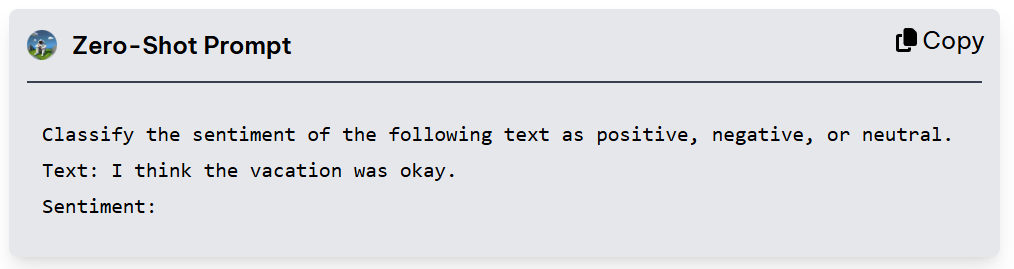 Zero-Shot Prompt
Copy
Classify the sentiment of the following text as positive, negative, or neutral.
Text: I think the vacation was okay.
Sentiment: